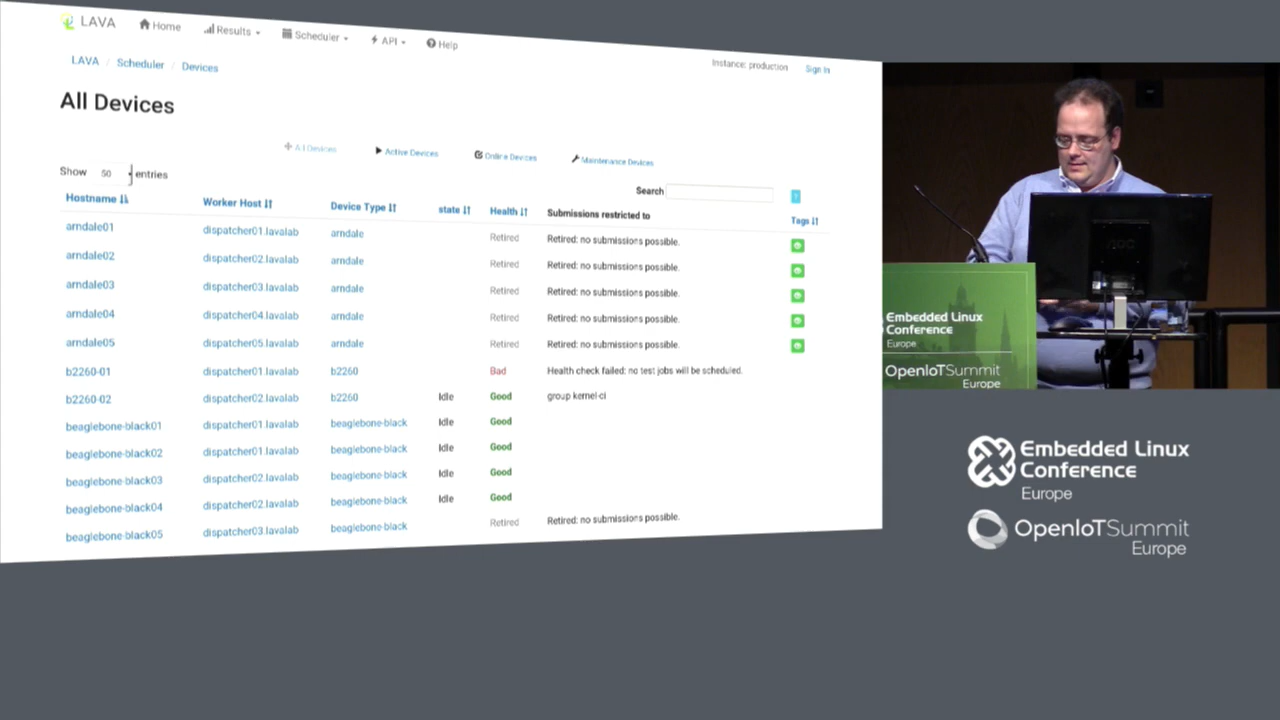 LAVA Home Results Scheduler API Help
LAVA / Scheduler / Devices
Instance: production Sign In
All Devices
All Devices Active Devices Online Devices Maintenance Devices
Show 50 entries
Search
Hostname Worker Host Device Type state Health Submissions restricted to Tags
arndale01 dispatcher01.lavalab arndale Retired Retired: no submissions possible.
arndale02 dispatcher02.lavalab arndale Retired Retired: no submissions possible.
arndale03 dispatcher03.lavalab arndale Retired Retired: no submissions possible.
arndale04 dispatcher04.lavalab arndale Retired Retired: no submissions possible.
arndale05 dispatcher05.lavalab arndale Retired Retired: no submissions possible.
b2260-01 dispatcher01.lavalab b2260 Bad Health check failed: no test jobs will be scheduled.
b2260-02 dispatcher02.lavalab b2260 Idle Good group kernel-ci
beaglebone-black01 dispatcher01.lavalab beaglebone-black Idle Good
beaglebone-black02 dispatcher01.lavalab beaglebone-black Idle Good
beaglebone-black03 dispatcher02.lavalab beaglebone-black Idle Good
beaglebone-black04 dispatcher02.lavalab beaglebone-black Idle Good
beaglebone-black05 dispatcher03.lavalab beaglebone-black Retired Retired: no submissions possible.
AOC
Embedded Linux
Conference
Europe
OpenIoTSummit
Europe
Embedded Linux
Conference
Europe
OpenIoTSummit
Europe